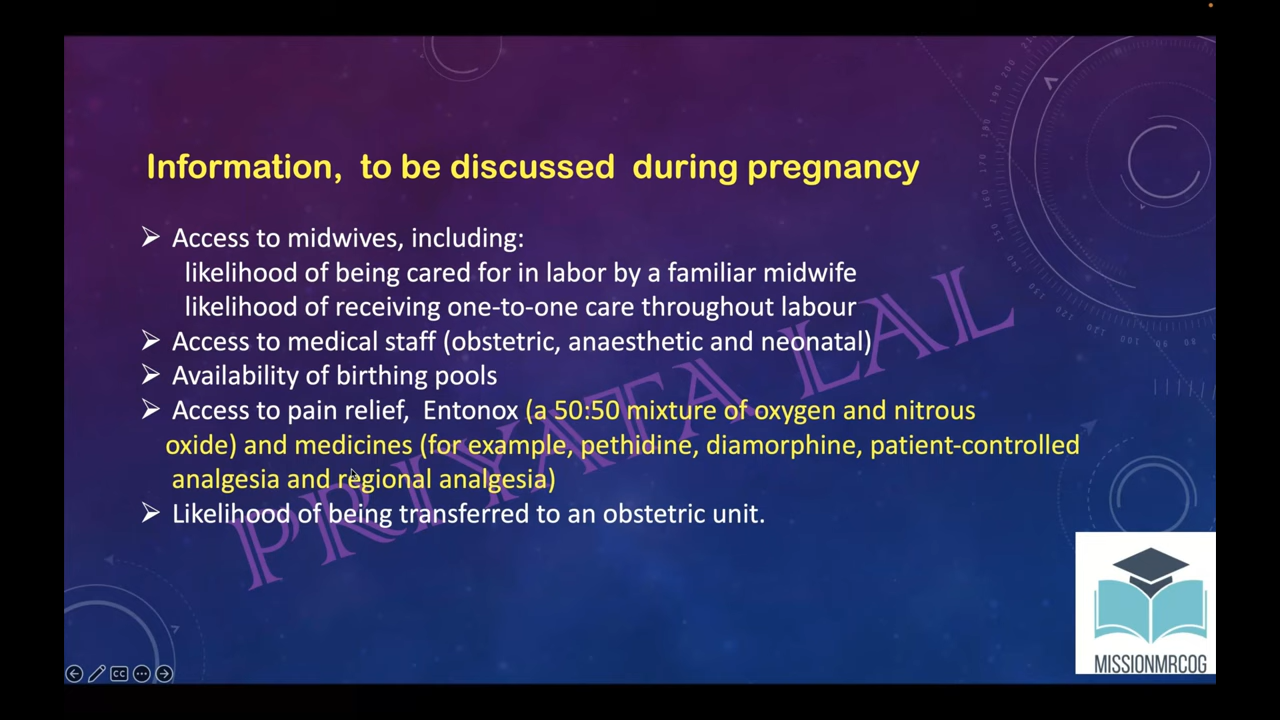 Information, to be discussed during pregnancy
➢ Access to midwives, including:
likelihood of being cared for in labor by a familiar midwife
likelihood of receiving one-to-one care throughout labour
➢ Access to medical staff (obstetric, anaesthetic and neonatal)
➢ Availability of birthing pools
➢ Access to pain relief, Entonox (a 50:50 mixture of oxygen and nitrous
oxide) and medicines (for example, pethidine, diamorphine, patient-controlled
analgesia and regional analgesia)
➢ Likelihood of being transferred to an obstetric unit.
PRIYATA LAL
MISSIONMRCOG
CC